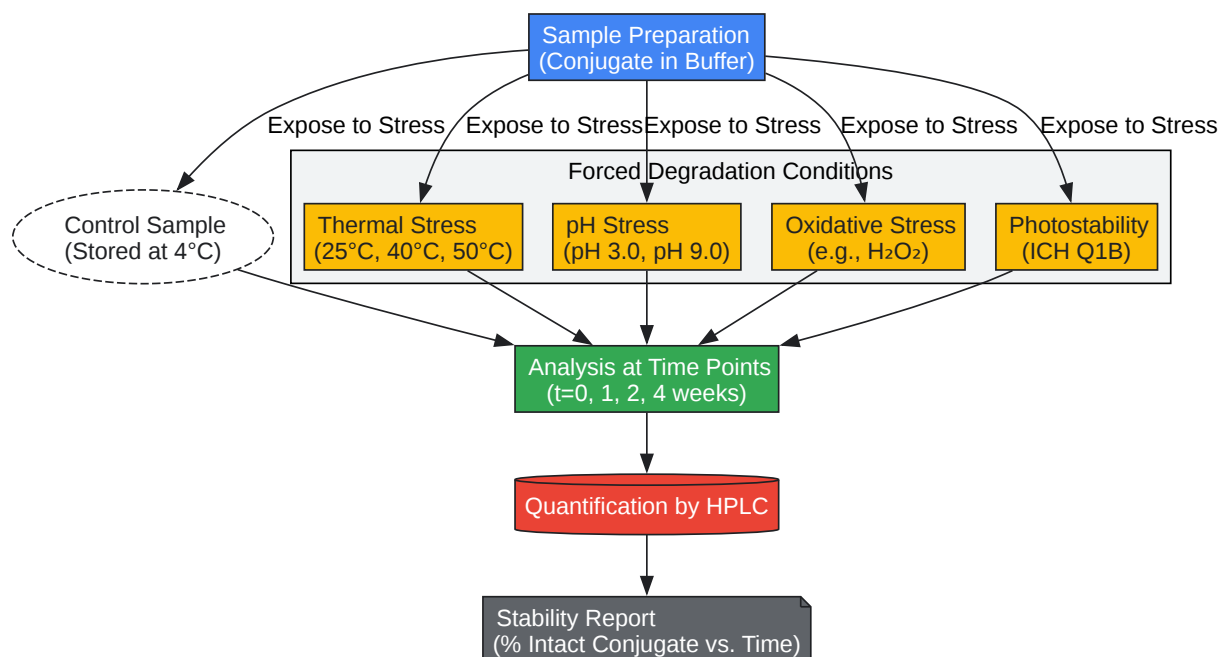 Sample Preparation
(Conjugate in Buffer)
Expose to Stress
Expose to Stress
Expose to Stress
Expose to Stress
Expose to Stress
Forced Degradation Conditions
Control Sample
(Stored at 4°C)
Thermal Stress
(25°C, 40°C, 50°C)
pH Stress
(pH 3.0, pH 9.0)
Oxidative Stress
(e.g., H₂O₂)
Photostability
(ICH Q1B)
Analysis at Time Points
(t=0, 1, 2, 4 weeks)
Quantification by HPLC
Stability Report
(% Intact Conjugate vs. Time)